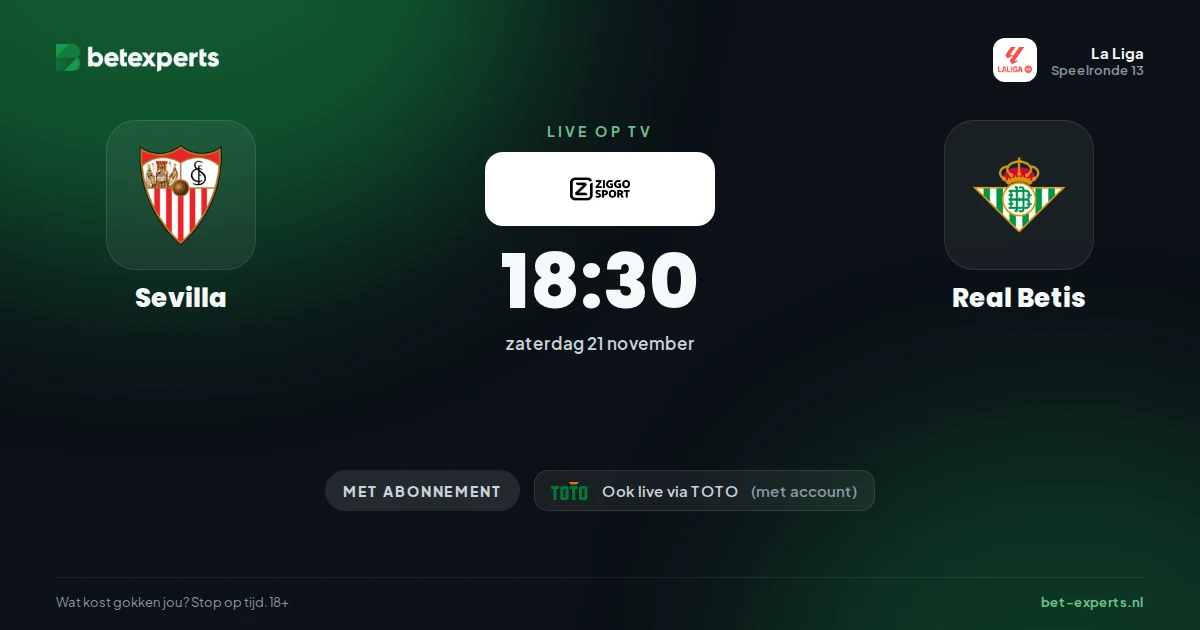 betexperts
LALIGA
La Liga
Speelronde 13
LIVE OP TV
ZIGGO
SPORT
18:30
Sevilla
Real Betis
zaterdag 21 november
MET ABONNEMENT
TOTO
Ook live via TOTO (met account)
Wat kost gokken jou? Stop op tijd. 18+
bet-experts.nl